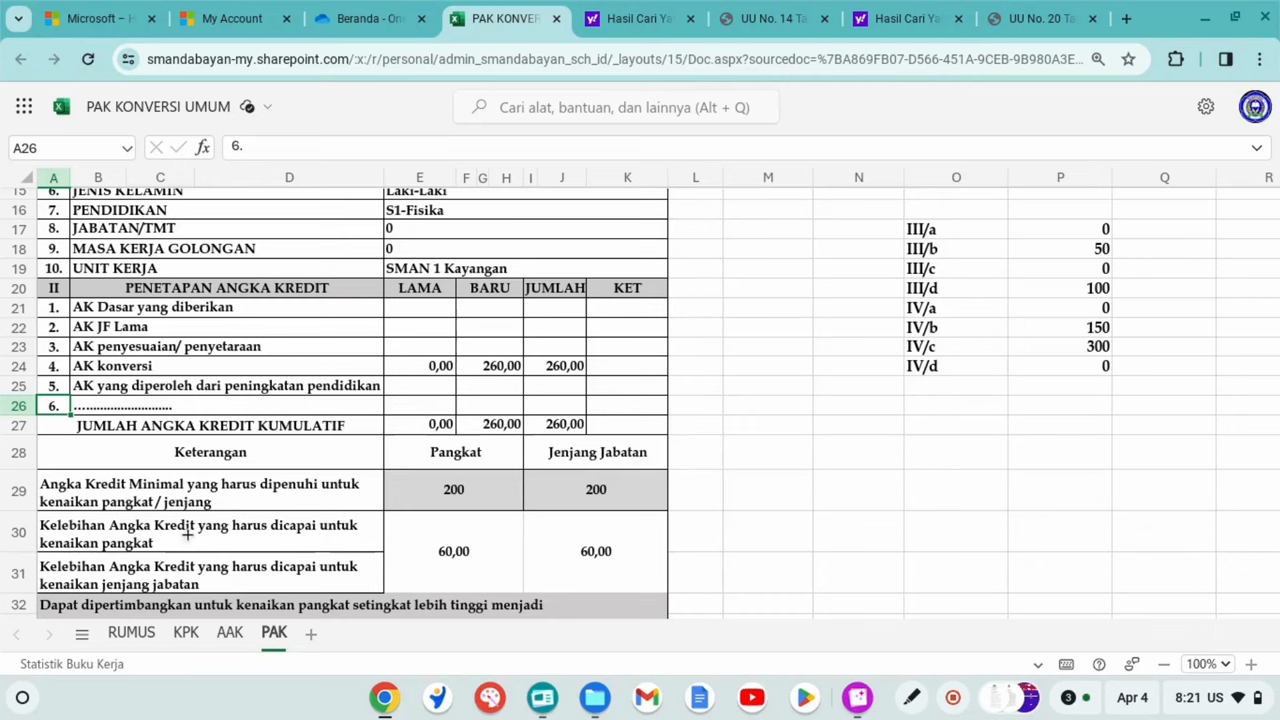 Microsoft –
My Account
Beranda - On
PAK KONVER
Hasil Cari Ya
UU No. 14 Ta
Hasil Cari Ya
UU No. 20 Ta
smandabayan-my.sharepoint.com/:x:/r/personal/admin_smandabayan_sch_id/_layouts/15/Doc.aspx?sourcedoc=%7BA869FB07-D566-451A-9CEB-9B980A3E...
PAK KONVERSI UMUM
Cari alat, bantuan, dan lainnya (Alt + Q)
A26
fx
6.
A B C D E F G H I J K L M N O P Q R
15 6. JENIS KELAMIN Laki-Laki
16 7. PENDIDIKAN S1-Fisika
17 8. JABATAN/TMT 0 III/a 0
18 9. MASA KERJA GOLONGAN 0 III/b 50
19 10. UNIT KERJA SMAN 1 Kayangan III/c 0
20 II PENETAPAN ANGKA KREDIT LAMA BARU JUMLAH KET III/d 100
21 1. AK Dasar yang diberikan IV/a 0
22 2. AK JF Lama IV/b 150
23 3. AK penyesuaian/ penyetaraan IV/c 300
24 4. AK konversi 0,00 260,00 260,00 IV/d 0
25 5. AK yang diperoleh dari peningkatan pendidikan
26 6. ............................
27 JUMLAH ANGKA KREDIT KUMULATIF 0,00 260,00 260,00
28 Keterangan Pangkat Jenjang Jabatan
29 Angka Kredit Minimal yang harus dipenuhi untuk
kenaikan pangkat/jenjang 200 200
30 Kelebihan Angka Kredit yang harus dicapai untuk
kenaikan pangkat 60,00 60,00
31 Kelebihan Angka Kredit yang harus dicapai untuk
kenaikan jenjang jabatan
32 Dapat dipertimbangkan untuk kenaikan pangkat setingkat lebih tinggi menjadi
RUMUS KPK AAK PAK
Statistik Buku Kerja
100%
3
Apr 4
8:21 US